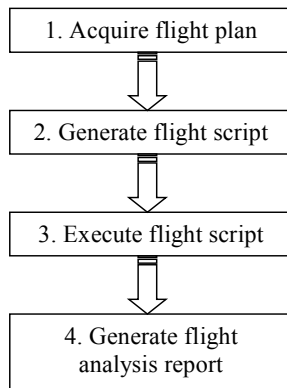 1. Acquire flight plan
2. Generate flight script
3. Execute flight script
4. Generate flight
analysis report